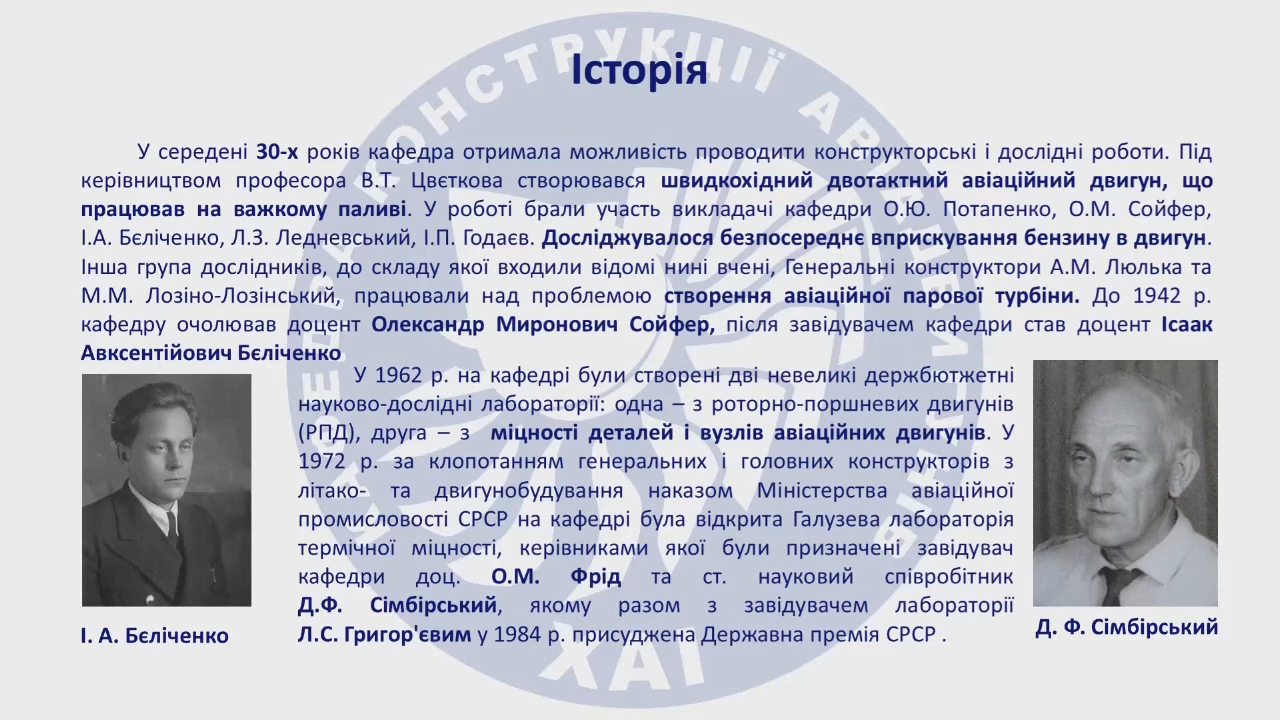 Історія
У середені 30-х років кафедра отримала можливість проводити конструкторські і дослідні роботи. Під
керівництвом професора В.Т. Цвєткова створювався швидкохідний двотактний авіаційний двигун, що
працював на важкому паливі. У роботі брали участь викладачі кафедри О.Ю. Потапенко, О.М. Сойфер,
І.А. Бєліченко, Л.З. Ледневський, І.П. Годаєв. Досліджувалося безпосереднє вприскування бензину в двигун.
Інша група дослідників, до складу якої входили відомі нині вчені, Генеральні конструктори А.М. Люлька та
М.М. Лозіно-Лозінський, працювали над проблемою створення авіаційної парової турбіни. До 1942 р.
кафедру очолював доцент Олександр Миронович Сойфер, після завідувачем кафедри став доцент Ісаак
Авксентійович Бєліченко
У 1962 р. на кафедрі були створені дві невеликі держбютжетні
науково-дослідні лабораторії: одна – з роторно-поршневих двигунів
(РПД), друга – з міцності деталей і вузлів авіаційних двигунів. У
1972 р. за клопотанням генеральних і головних конструкторів з
літако- та двигунобудування наказом Міністерства авіаційної
промисловості СРСР на кафедрі була відкрита Галузева лабораторія
термічної міцності, керівниками якої були призначені завідувач
кафедри доц. О.М. Фрід та ст. науковий співробітник
Д.Ф. Сімбірський, якому разом з завідувачем лабораторії
Л.С. Григор'євим у 1984 р. присуджена Державна премія СРСР .
І. А. Бєліченко
Д. Ф. Сімбірський
ХАІ